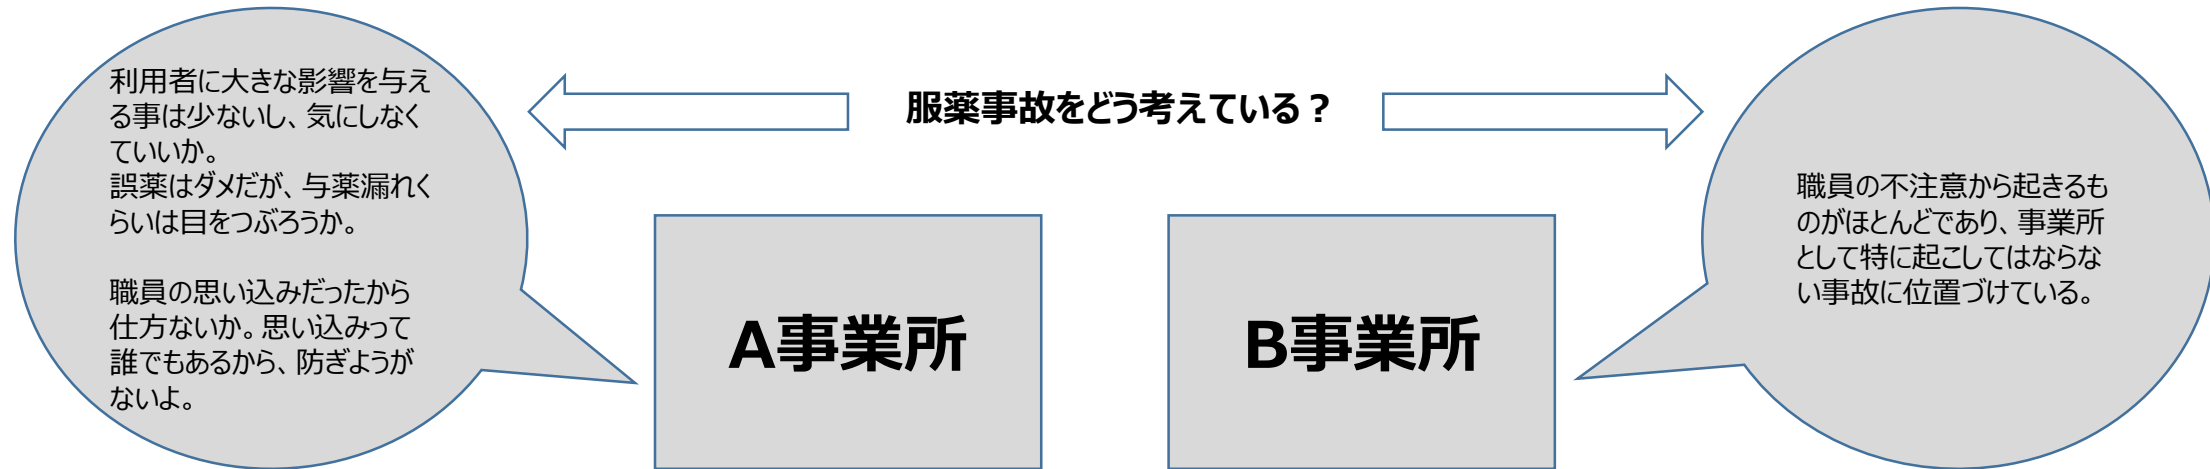 服薬事故をどう考えている？
利用者に大きな影響を与え
る事は少ないし、気にしなく
ていいか。
誤薬はダメだが、与薬漏れく
らいは目をつぶろうか。
職員の思い込みだったから
仕方ないか。思い込みって
誰でもあるから、防ぎようが
ないよ。
A事業所
B事業所
職員の不注意から起きるも
のがほとんどであり、事業所
として特に起こしてはならな
い事故に位置づけている。